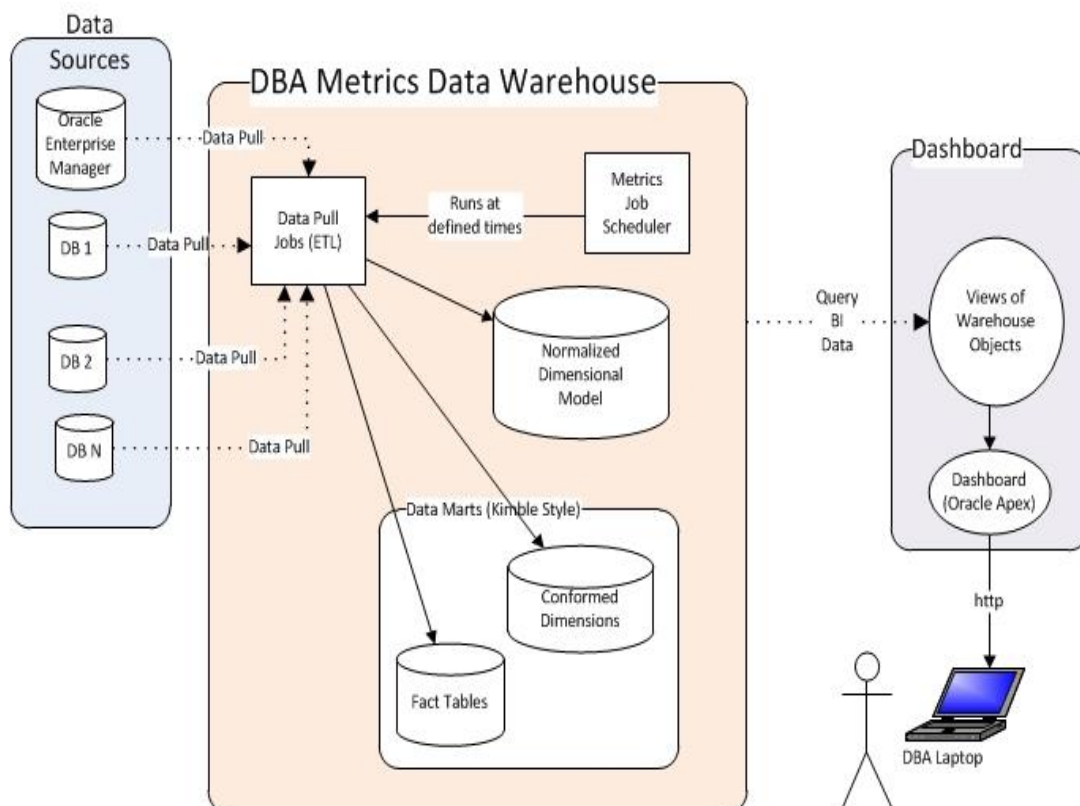 Data
Sources
Oracle
Enterprise
Manager
DB 1
DB 2
DB N
Data Pull
Data Pull
Data Pull
Data Pull
DBA Metrics Data Warehouse
Data Pull
Jobs (ETL)
Runs at
defined times
Metrics
Job
Scheduler
Normalized
Dimensional
Model
Data Marts (Kimble Style)
Conformed
Dimensions
Fact Tables
Query
BI
Data
Dashboard
Views of
Warehouse
Objects
Dashboard
(Oracle Apex)
http
DBA Laptop